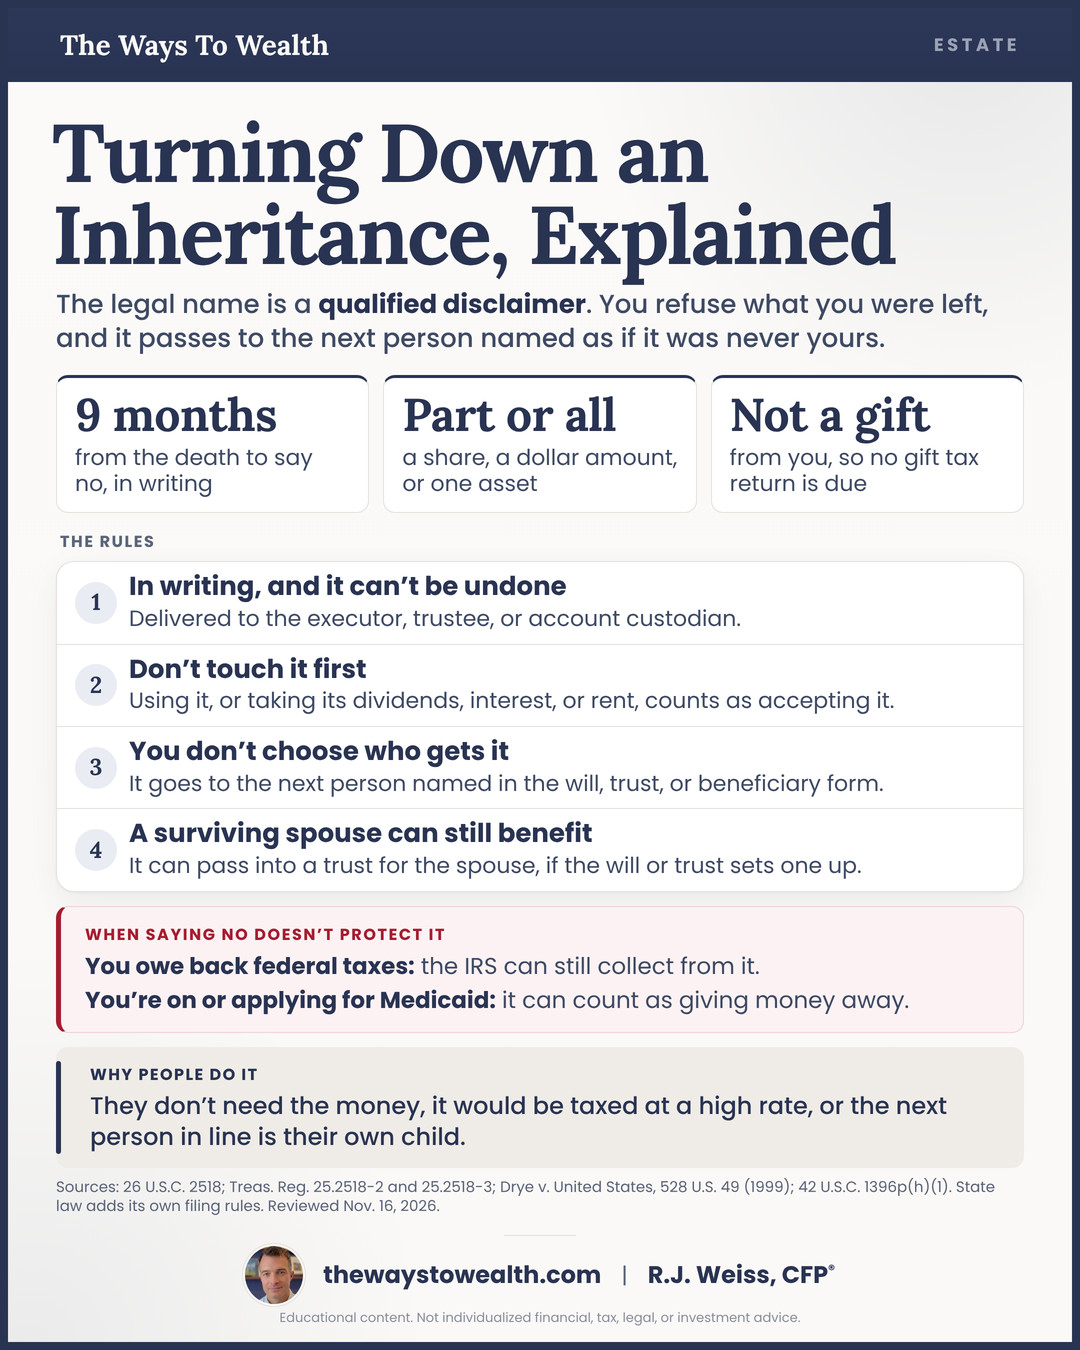 The Ways To Wealth
ESTATE
Turning Down an
Inheritance, Explained
The legal name is a qualified disclaimer. You refuse what you were left,
and it passes to the next person named as if it was never yours.
9 months
from the death to say
no, in writing
Part or all
a share, a dollar amount,
or one asset
Not a gift
from you, so no gift tax
return is due
THE RULES
1
In writing, and it can’t be undone
Delivered to the executor, trustee, or account custodian.
2
Don’t touch it first
Using it, or taking its dividends, interest, or rent, counts as accepting it.
3
You don’t choose who gets it
It goes to the next person named in the will, trust, or beneficiary form.
4
A surviving spouse can still benefit
It can pass into a trust for the spouse, if the will or trust sets one up.
WHEN SAYING NO DOESN’T PROTECT IT
You owe back federal taxes: the IRS can still collect from it.
You’re on or applying for Medicaid: it can count as giving money away.
WHY PEOPLE DO IT
They don’t need the money, it would be taxed at a high rate, or the next
person in line is their own child.
Sources: 26 U.S.C. 2518; Treas. Reg. 25.2518-2 and 25.2518-3; Drye v. United States, 528 U.S. 49 (1999); 42 U.S.C. 1396p(h)(1). State
law adds its own filing rules. Reviewed Nov. 16, 2026.
thewaystowealth.com | R.J. Weiss, CFP®
Educational content. Not individualized financial, tax, legal, or investment advice.